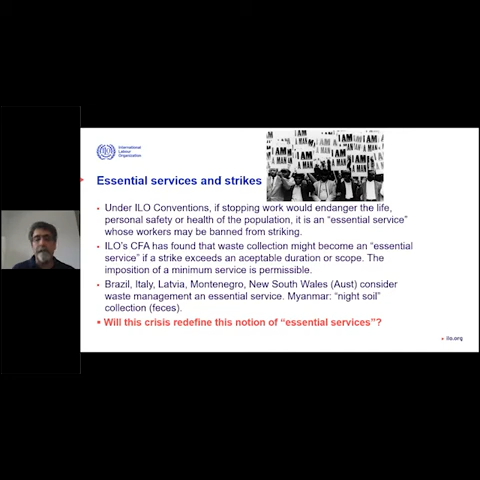 International
Labour
Organization
I AM
A MAN
Essential services and strikes
• Under ILO Conventions, if stopping work would endanger the life,
personal safety or health of the population, it is an “essential service”
whose workers may be banned from striking.
• ILO's CFA has found that waste collection might become an “essential
service” if a strike exceeds an aceptable duration or scope. The
imposition of a minimum service is permissible.
• Brazil, Italy, Latvia, Montenegro, New South Wales (Aust) consider
waste management an essential service. Myanmar: “night soil”
collection (feces).
• Will this crisis redefine this notion of “essential services”?
ilo.org